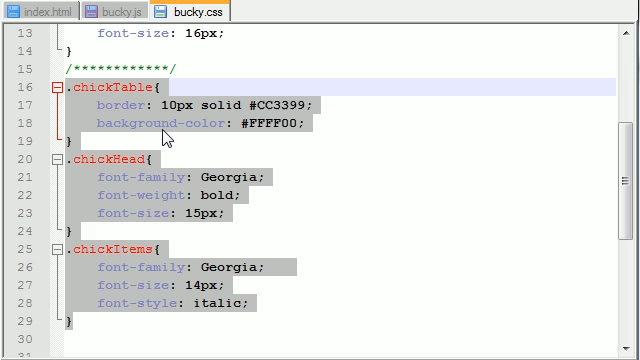 index.html bucky.js bucky.css
13 font-size: 16px;
14 }
15 /************/
16 .chickTable{
17 border: 10px solid #CC3399;
18 background-color: #FFFF00;
19 }
20 .chickHead{
21 font-family: Georgia;
22 font-weight: bold;
23 font-size: 15px;
24 }
25 .chickItems{
26 font-family: Georgia;
27 font-size: 14px;
28 font-style: italic;
29 }
30
31